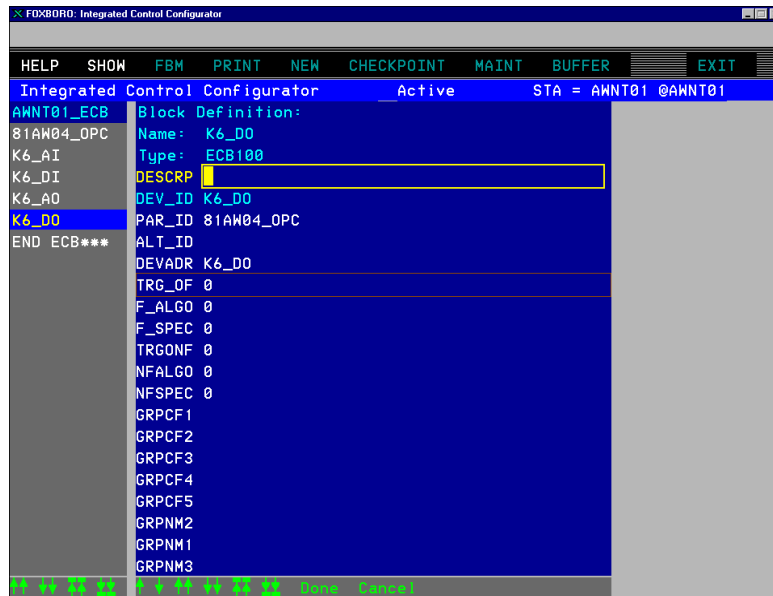 FOXBORO: Integrated Control Configurator
HELP SHOW FBM PRINT NEW CHECKPOINT MAINT BUFFER EXIT
Integrated Control Configurator __Active STA = AWNT01 @AWNT01
AWNT01_ECB
81AW04_OPC
K6_AI
K6_DI
K6_AO
K6_DO
END ECB***
Block Definition:
Name: K6_DO
Type: ECB100
DESCRP
DEV_ID K6_DO
PAR_ID 81AW04_OPC
ALT_ID
DEVADR K6_DO
TRG_OF 0
F_ALGO 0
F_SPEC 0
TRGONF 0
NFALGO 0
NFSPEC 0
GRPCF1
GRPCF2
GRPCF3
GRPCF4
GRPCF5
GRPNM2
GRPNM1
GRPNM3
Done Cancel